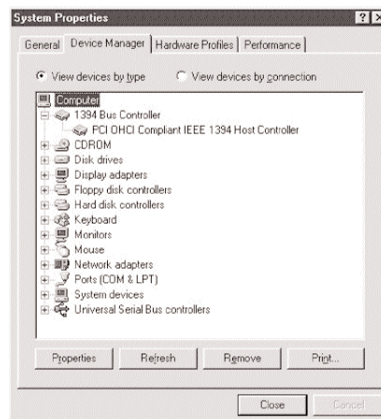 System Properties
General Device Manager Hardware Profiles Performance
View devices by type View devices by connection
Computer
1394 Bus Controller
PCI OHCI Compliant IEEE 1394 Host Controller
CDROM
Disk drives
Display adapters
Floppy disk controllers
Hard disk controllers
Keyboard
Monitors
Mouse
Network adapters
Ports (COM & LPT)
System devices
Universal Serial Bus controllers
Properties Refresh Remove Print...
Close Cancel